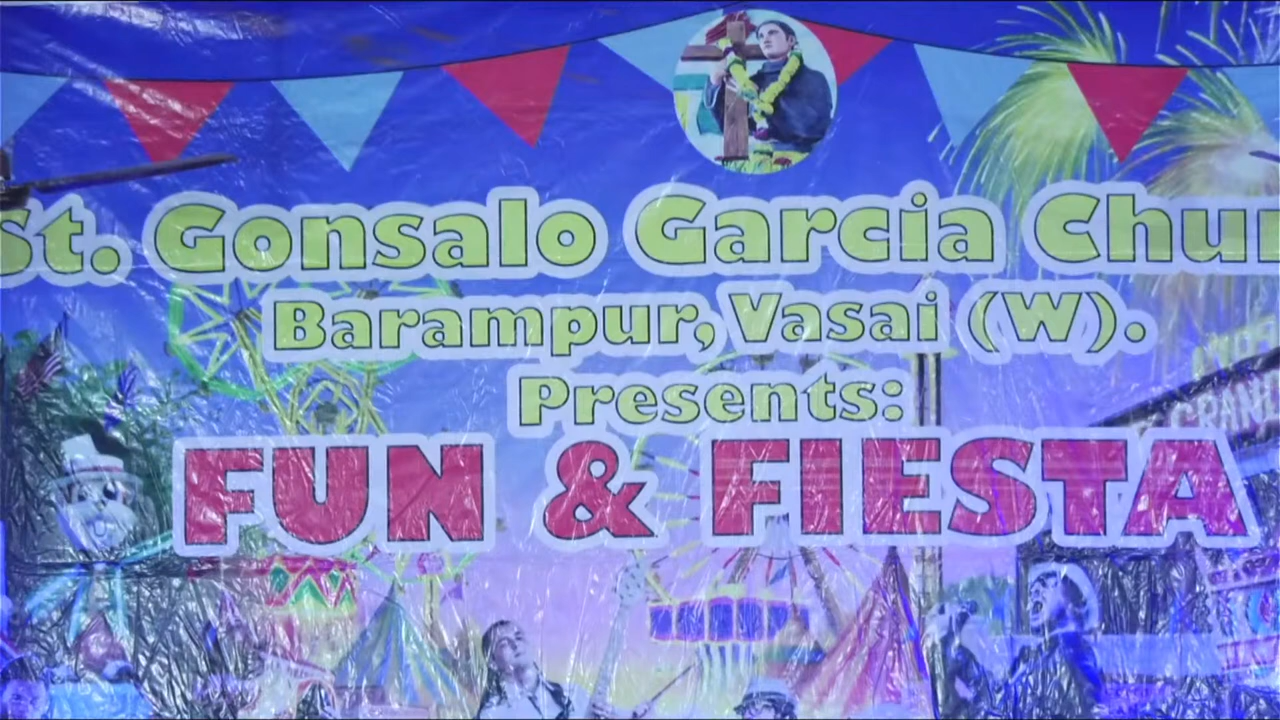 St. Gonsalo Garcia Chur
Barampur, Vasai (W).
Presents:
FUN & FIESTA